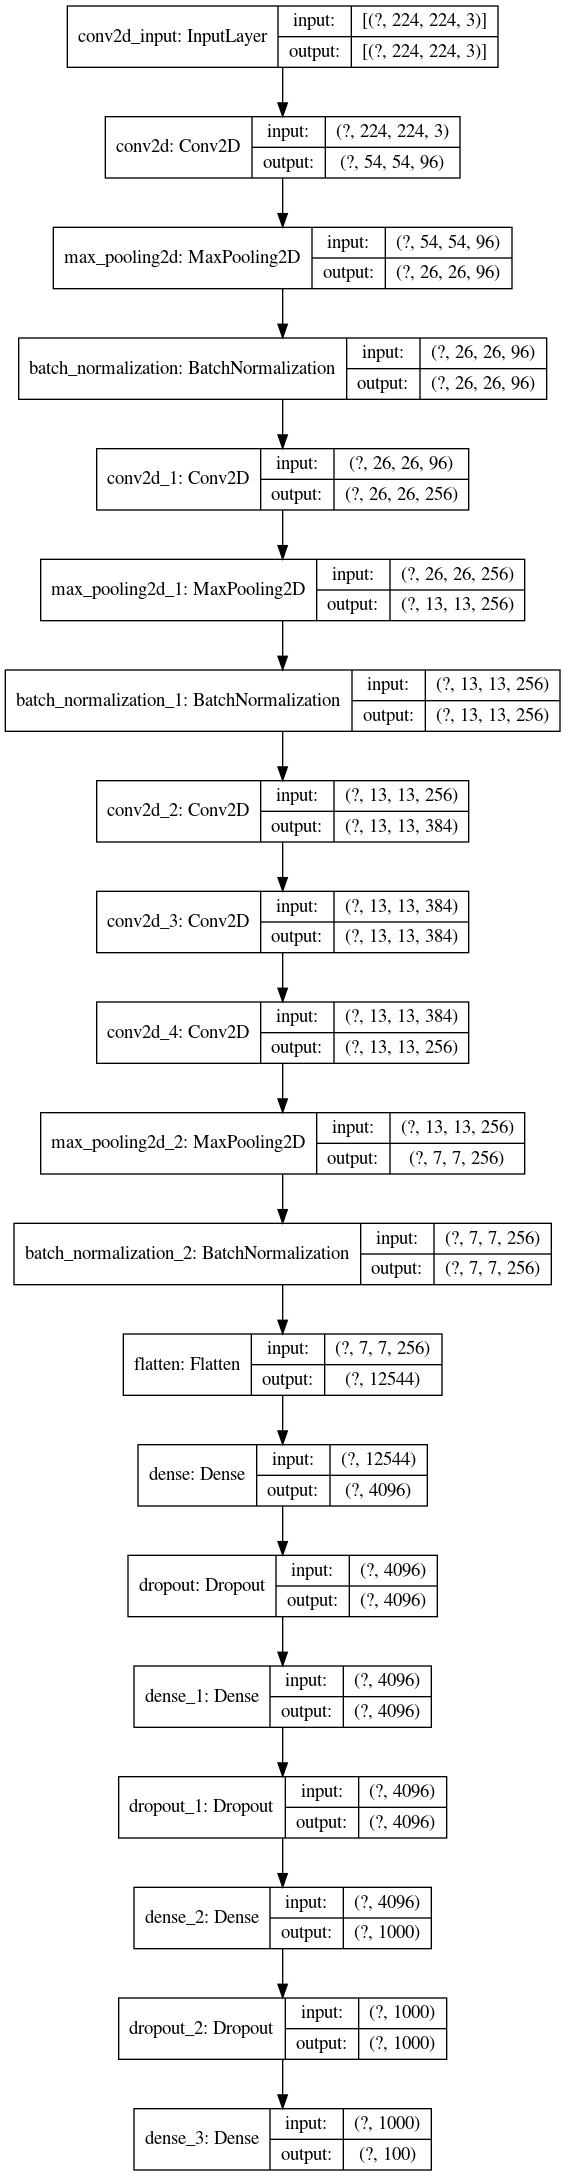 conv2d_input: InputLayer
input: [(?, 224, 224, 3)]
output: [(?, 224, 224, 3)]
conv2d: Conv2D
input: (?, 224, 224, 3)
output: (?, 54, 54, 96)
max_pooling2d: MaxPooling2D
input: (?, 54, 54, 96)
output: (?, 26, 26, 96)
batch_normalization: BatchNormalization
input: (?, 26, 26, 96)
output: (?, 26, 26, 96)
conv2d_1: Conv2D
input: (?, 26, 26, 96)
output: (?, 26, 26, 256)
max_pooling2d_1: MaxPooling2D
input: (?, 26, 26, 256)
output: (?, 13, 13, 256)
batch_normalization_1: BatchNormalization
input: (?, 13, 13, 256)
output: (?, 13, 13, 256)
conv2d_2: Conv2D
input: (?, 13, 13, 256)
output: (?, 13, 13, 384)
conv2d_3: Conv2D
input: (?, 13, 13, 384)
output: (?, 13, 13, 384)
conv2d_4: Conv2D
input: (?, 13, 13, 384)
output: (?, 13, 13, 256)
max_pooling2d_2: MaxPooling2D
input: (?, 13, 13, 256)
output: (?, 7, 7, 256)
batch_normalization_2: BatchNormalization
input: (?, 7, 7, 256)
output: (?, 7, 7, 256)
flatten: Flatten
input: (?, 7, 7, 256)
output: (?, 12544)
dense: Dense
input: (?, 12544)
output: (?, 4096)
dropout: Dropout
input: (?, 4096)
output: (?, 4096)
dense_1: Dense
input: (?, 4096)
output: (?, 4096)
dropout_1: Dropout
input: (?, 4096)
output: (?, 4096)
dense_2: Dense
input: (?, 4096)
output: (?, 1000)
dropout_2: Dropout
input: (?, 1000)
output: (?, 1000)
dense_3: Dense
input: (?, 1000)
output: (?, 100)